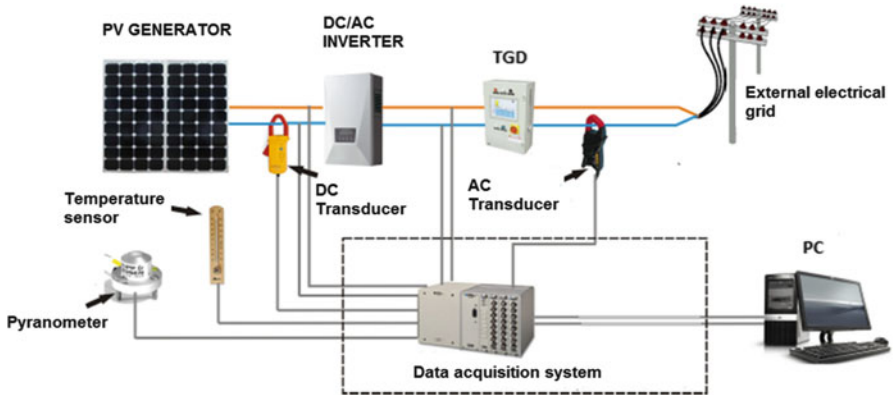 PV GENERATOR
DC/AC
INVERTER
TGD
External electrical
grid
DC
Transducer
AC
Transducer
Temperature
sensor
PC
Pyranometer
Data acquisition system